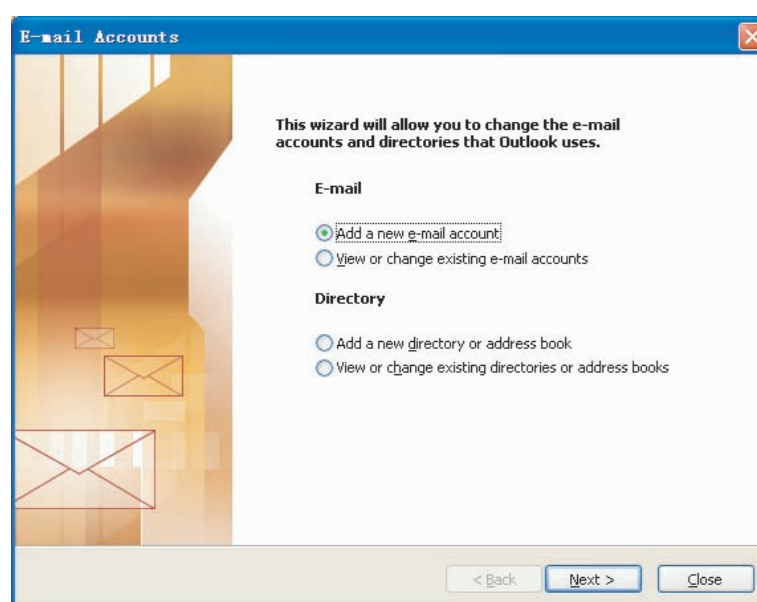 E-mail Accounts
This wizard will allow you to change the e-mail
accounts and directories that Outlook uses.
E-mail
Add a new e-mail account
View or change existing e-mail accounts
Directory
Add a new directory or address book
View or change existing directories or address books
< Back Next > Close